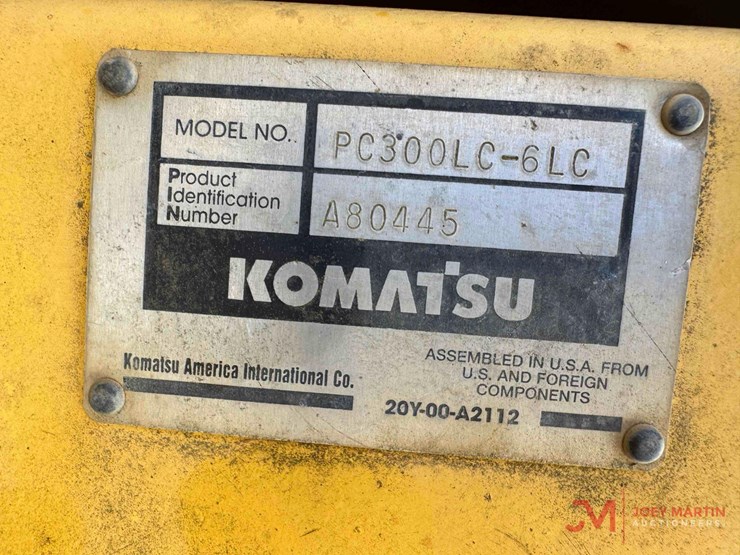 MODEL NO..
PC300LC-6LC
Product
Identification
Number
A80445
KOMATSU
Komatsu America International Co.
ASSEMBLED IN U.S.A. FROM
U.S. AND FOREIGN
COMPONENTS
20Y-00-A2112
JM
JOEY MARTIN
AUCTIONEERS